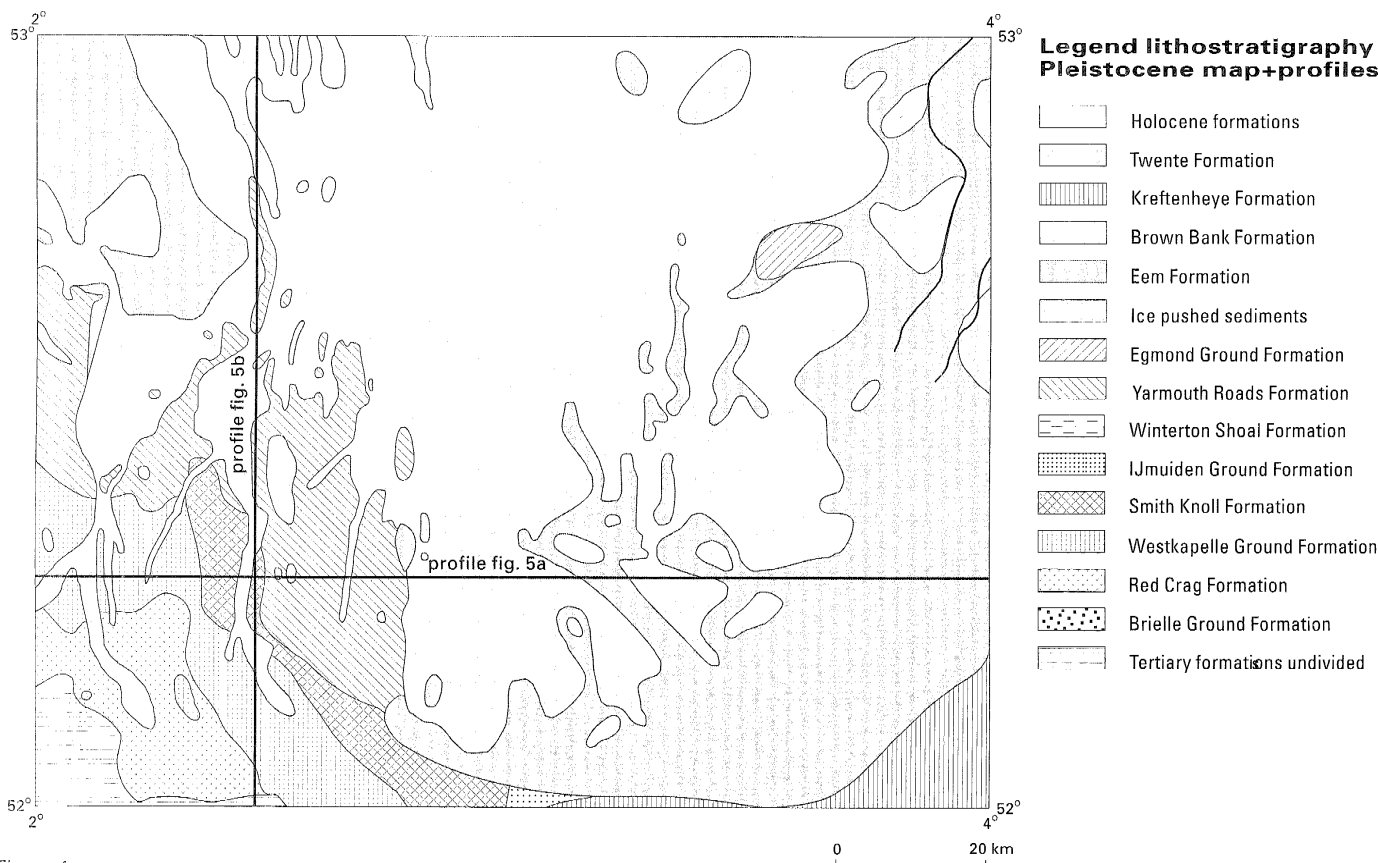 2°
4°
53°
53°
Legend lithostratigraphy
Pleistocene map+profiles
Holocene formations
Twente Formation
Kreftenheye Formation
Brown Bank Formation
Eem Formation
Ice pushed sediments
Egmond Ground Formation
Yarmouth Roads Formation
Winterton Shoal Formation
IJmuiden Ground Formation
Smith Knoll Formation
Westkapelle Ground Formation
Red Crag Formation
Brielle Ground Formation
Tertiary formations undivided
profile fig. 5b
profile fig. 5a
52°
52°
2°
4°
0 20 km